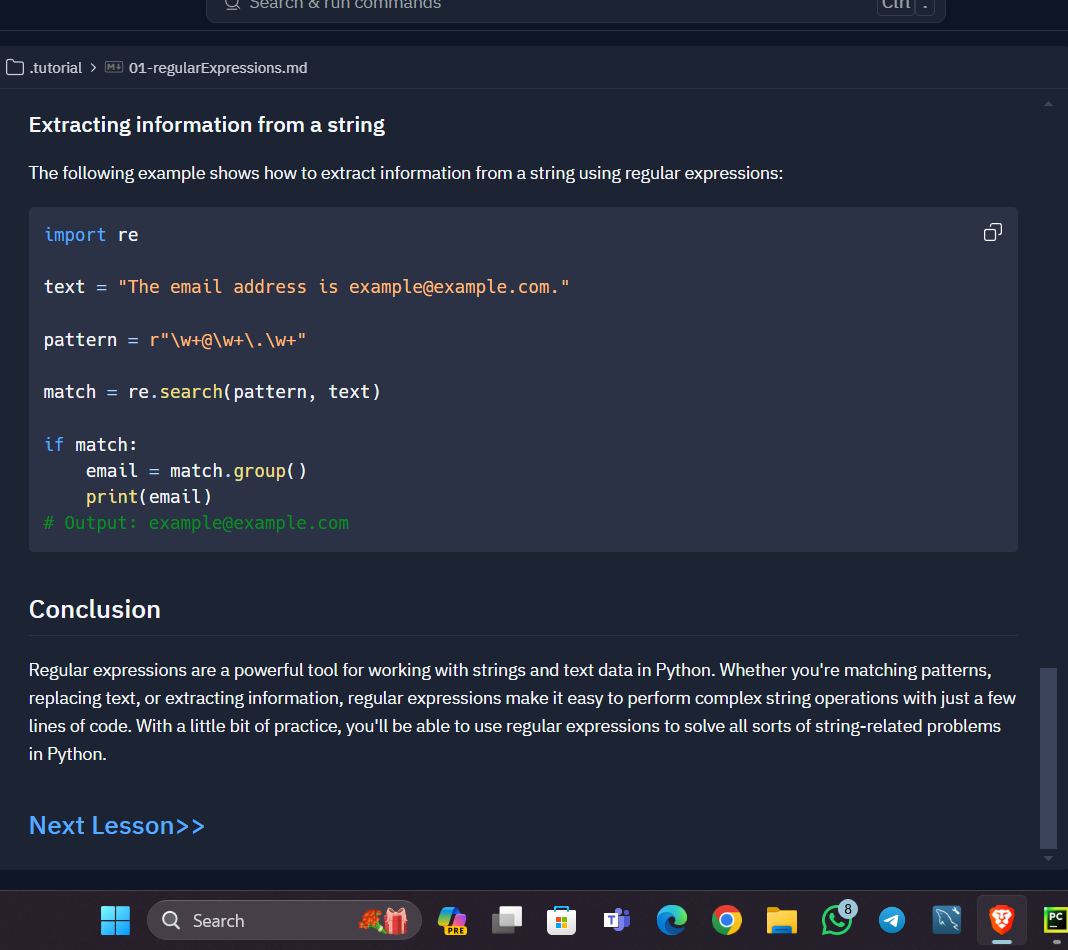 Search & run commands
Ctrl .
.tutorial > M↓ 01-regularExpressions.md
Extracting information from a string
The following example shows how to extract information from a string using regular expressions:
import re
text = "The email address is example@example.com."
pattern = r"\w+@\w+\.\w+"
match = re.search(pattern, text)
if match:
    email = match.group()
    print(email)
# Output: example@example.com
Conclusion
Regular expressions are a powerful tool for working with strings and text data in Python. Whether you're matching patterns,
replacing text, or extracting information, regular expressions make it easy to perform complex string operations with just a few
lines of code. With a little bit of practice, you'll be able to use regular expressions to solve all sorts of string-related problems
in Python.
Next Lesson>>
Search
PRE
T
8
PC